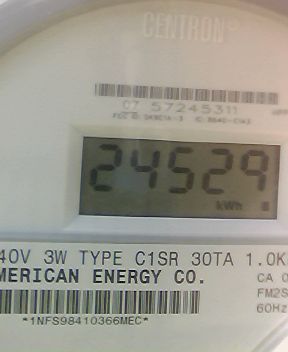 CENTRON®
07 57245311
24529
kWh
40V 3W TYPE C1SR 30TA 1.0K
MERICAN ENERGY CO.
CA 0
FM2S
60Hz
*1NFS98410366MEC*